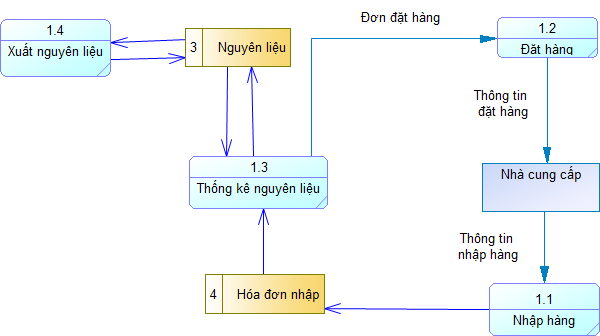 1.4
Xuất nguyên liệu
3 Nguyên liệu
Đơn đặt hàng
1.2
Đặt hàng
Thông tin
đặt hàng
1.3
Thống kê nguyên liệu
Nhà cung cấp
Thông tin
nhập hàng
4 Hóa đơn nhập
1.1
Nhập hàng